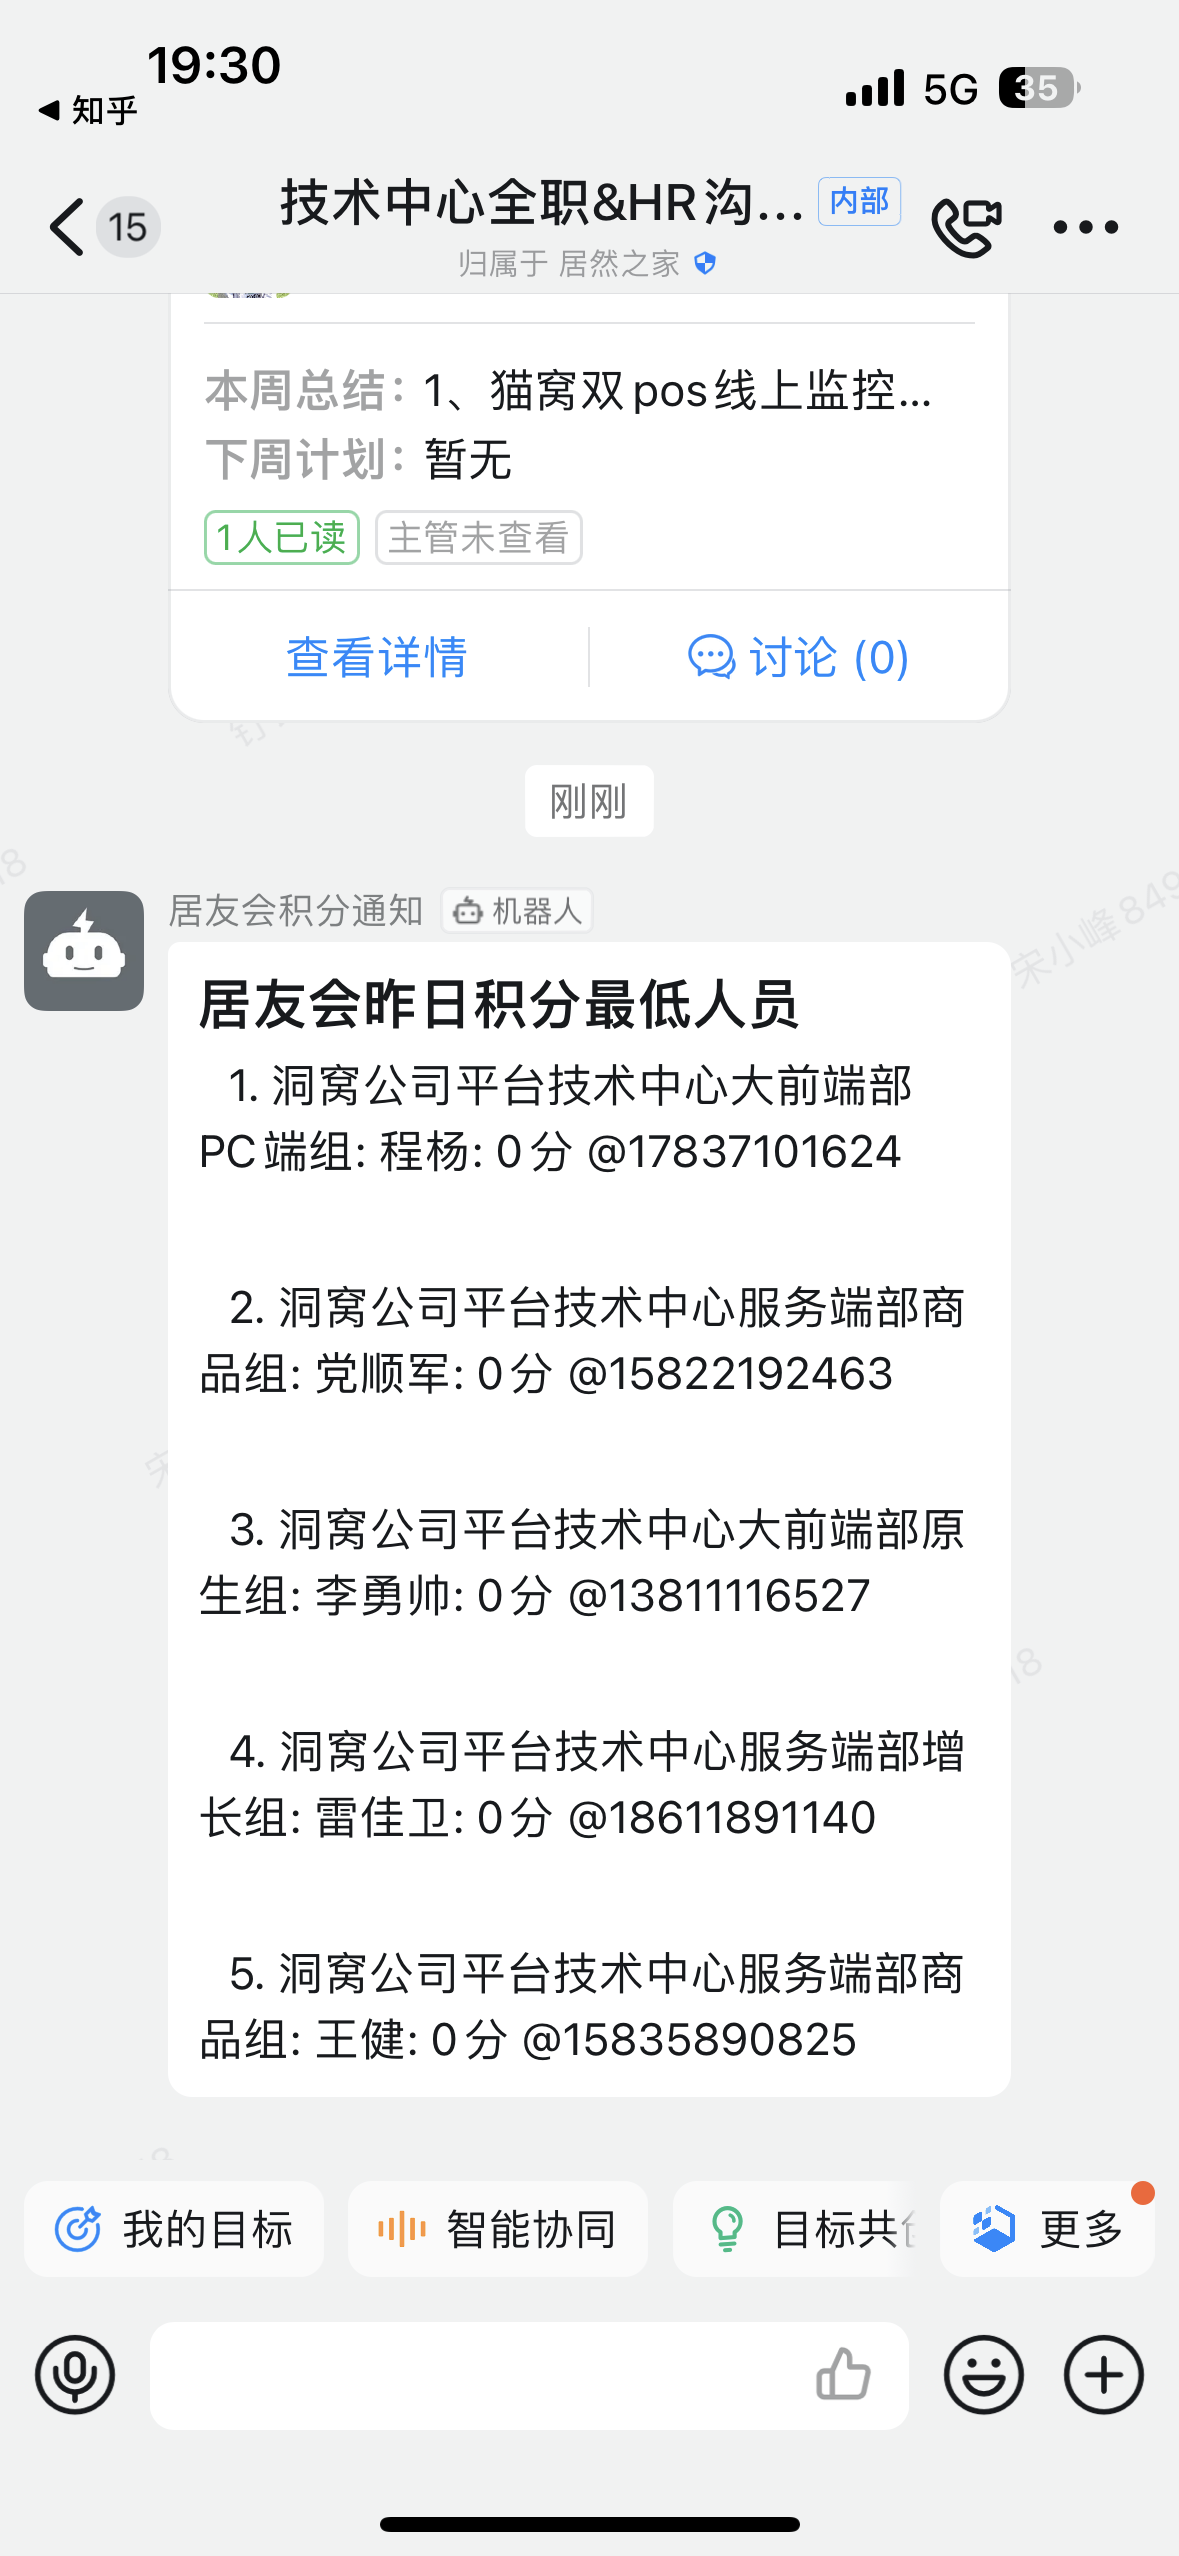 19:30
知乎
5G
35
15
技术中心全职&HR沟...
内部
归属于 居然之家
本周总结：1、猫窝双pos线上监控...
下周计划：暂无
1人已读
主管未查看
查看详情
讨论 (0)
刚刚
宋小峰849
居友会积分通知
机器人
居友会昨日积分最低人员
1. 洞窝公司平台技术中心大前端部
PC端组: 程杨: 0分 @17837101624
2. 洞窝公司平台技术中心服务端部商
品组: 党顺军: 0分 @15822192463
3. 洞窝公司平台技术中心大前端部原
生组: 李勇帅: 0分 @13811116527
4. 洞窝公司平台技术中心服务端部增
长组: 雷佳卫: 0分 @18611891140
5. 洞窝公司平台技术中心服务端部商
品组: 王健: 0分 @15835890825
我的目标
智能协同
目标共
更多